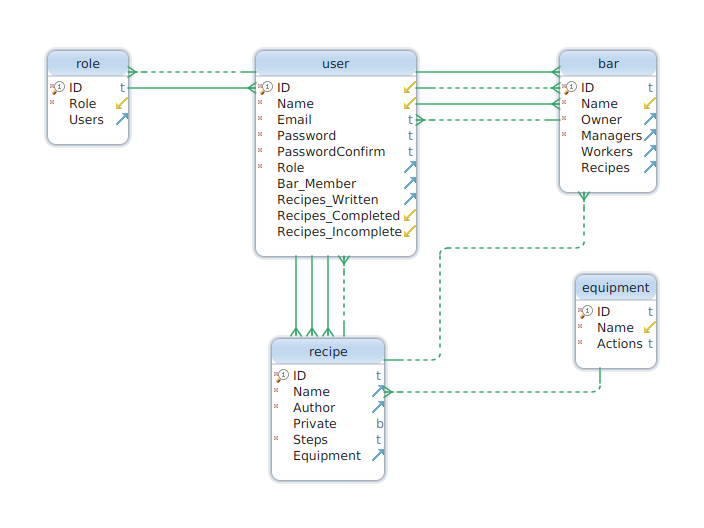 role
ID t
Role
Users
user
ID
Name
Email t
Password t
PasswordConfirm t
Role
Bar_Member
Recipes_Written
Recipes_Completed
Recipes_Incomplete
bar
ID t
Name
Owner
Managers
Workers
Recipes
equipment
ID t
Name
Actions t
recipe
ID t
Name
Author
Private b
Steps t
Equipment